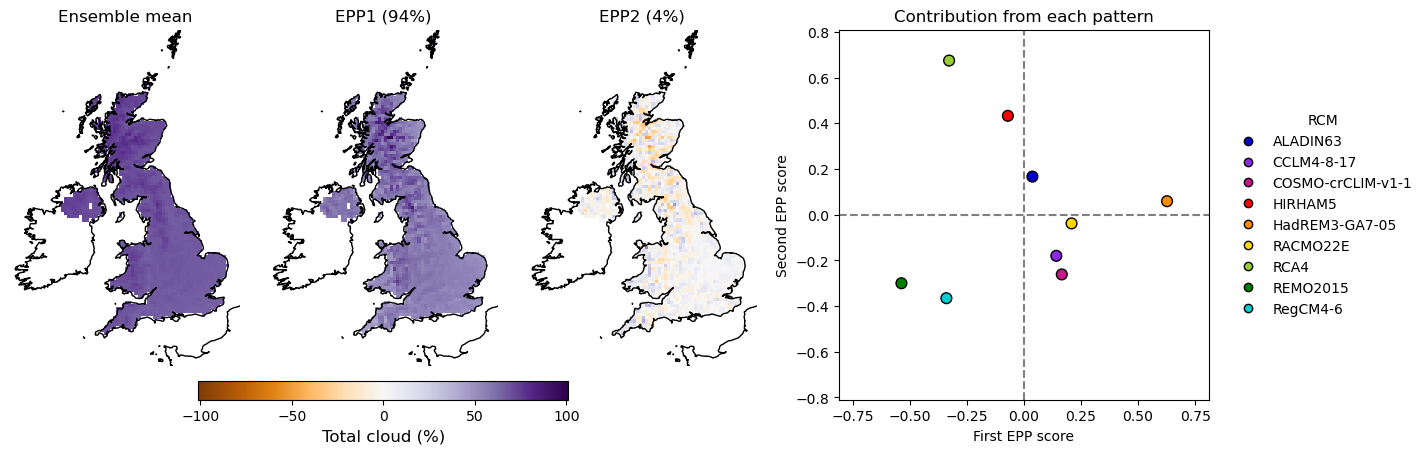 Ensemble mean
EPP1 (94%)
EPP2 (4%)
−100
−50
0
50
100
Total cloud (%)
Contribution from each pattern
Second EPP score
0.8
0.6
0.4
0.2
0.0
−0.2
−0.4
−0.6
−0.8
−0.75
−0.50
−0.25
0.00
0.25
0.50
0.75
First EPP score
RCM
ALADIN63
CCLM4-8-17
COSMO-crCLIM-v1-1
HIRHAM5
HadREM3-GA7-05
RACMO22E
RCA4
REMO2015
RegCM4-6